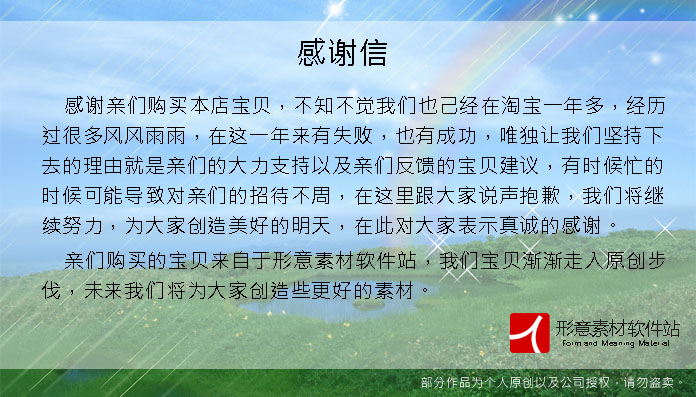 感谢信
感谢亲们购买本店宝贝，不知不觉我们也己经在淘宝一年多，经历
过很多风风雨雨，在这一年来有失败，也有成功，唯独让我们坚持下
去的理由就是亲们的大力支持以及亲们反馈的宝贝建议，有时候忙的
时候可能导致对亲们的招待不周，在这里跟大家说声抱歉，我们将继
续努力，为大家创造美好的明天，在此对大家表示真诚的感谢。
亲们购买的宝贝来自于形意素材软件站，我们宝贝渐渐走入原创步
伐，未来我们将为大家创造些更好的素材。
形意素材软件站
Form and Meaning Material
部分作品为个人原创以及公司授权，请勿盗卖。